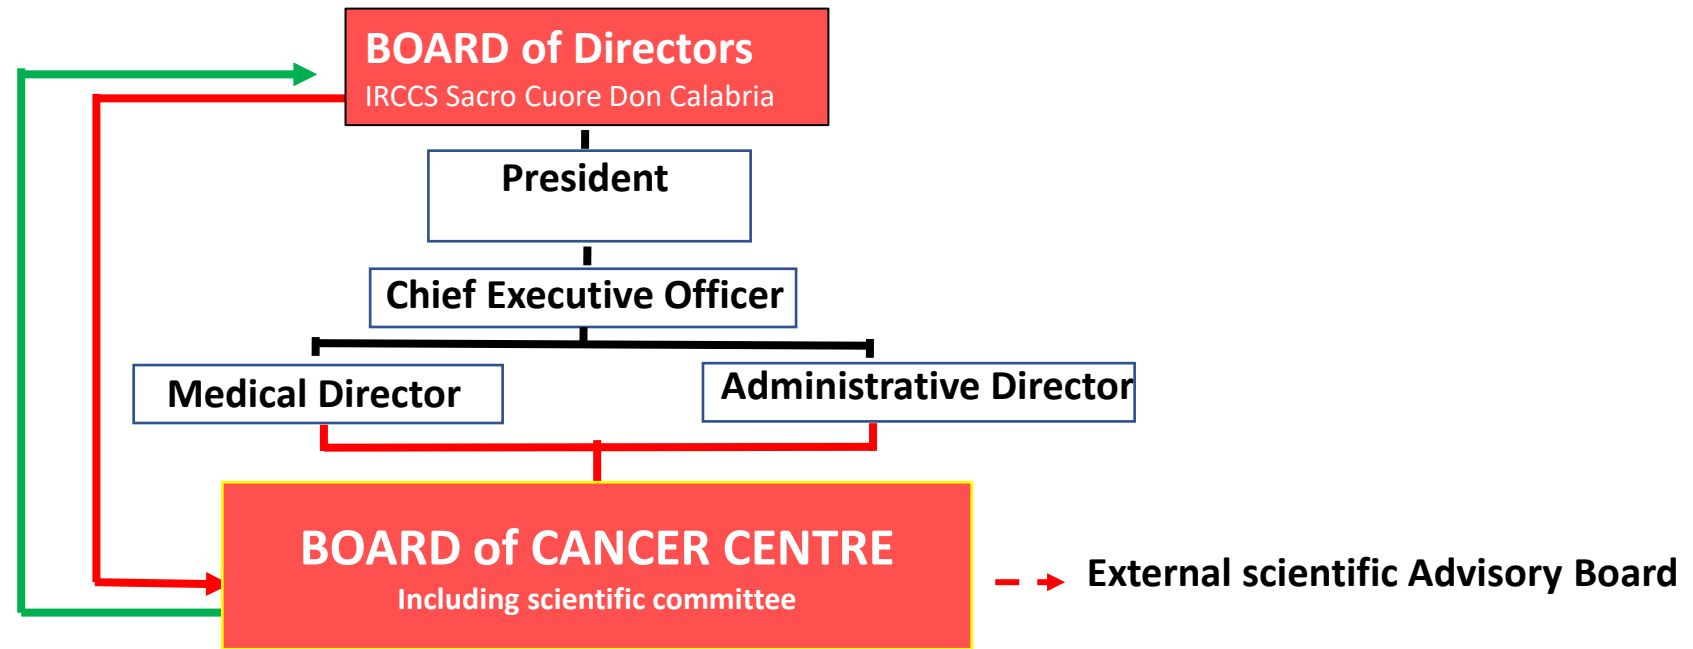 BOARD of Directors
IRCCS Sacro Cuore Don Calabria
President
Chief Executive Officer
Medical Director
Administrative Director
BOARD of CANCER CENTRE
Including scientific committee
External scientific Advisory Board